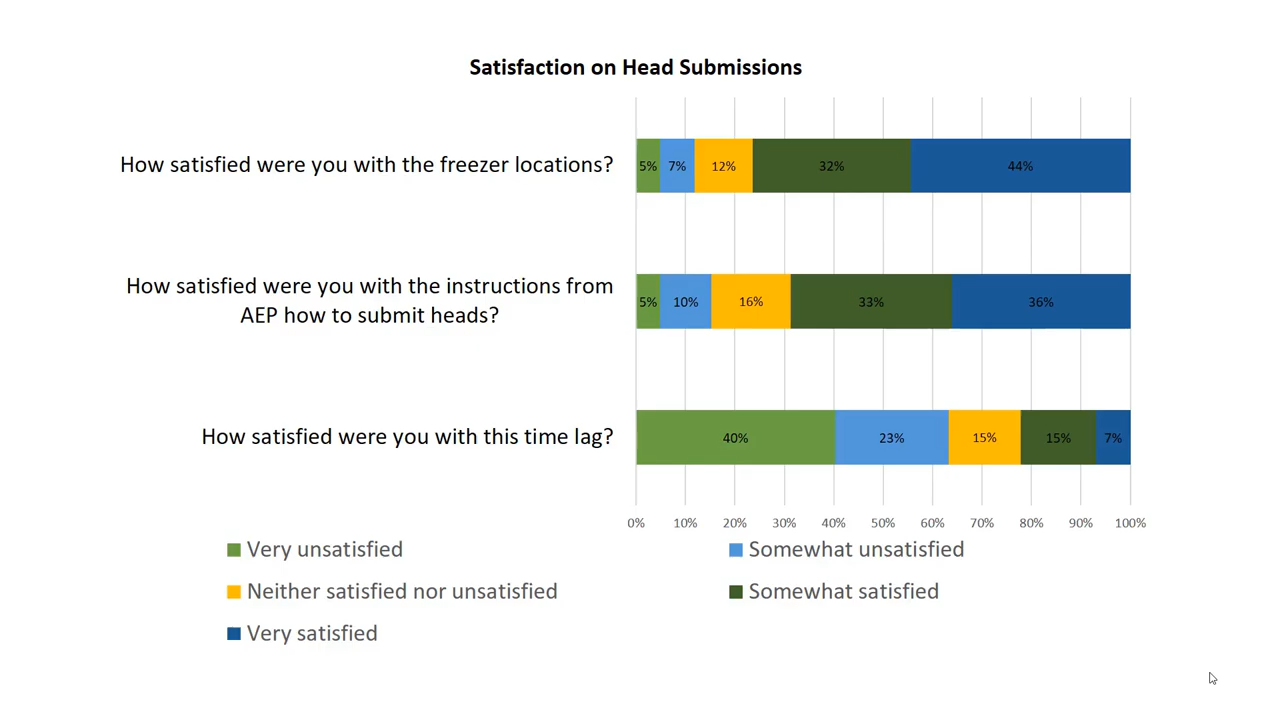 Satisfaction on Head Submissions
How satisfied were you with the freezer locations?
5% 7% 12% 32% 44%
How satisfied were you with the instructions from
AEP how to submit heads?
5% 10% 16% 33% 36%
How satisfied were you with this time lag?
40% 23% 15% 15% 7%
0% 10% 20% 30% 40% 50% 60% 70% 80% 90% 100%
Very unsatisfied Somewhat unsatisfied
Neither satisfied nor unsatisfied Somewhat satisfied
Very satisfied